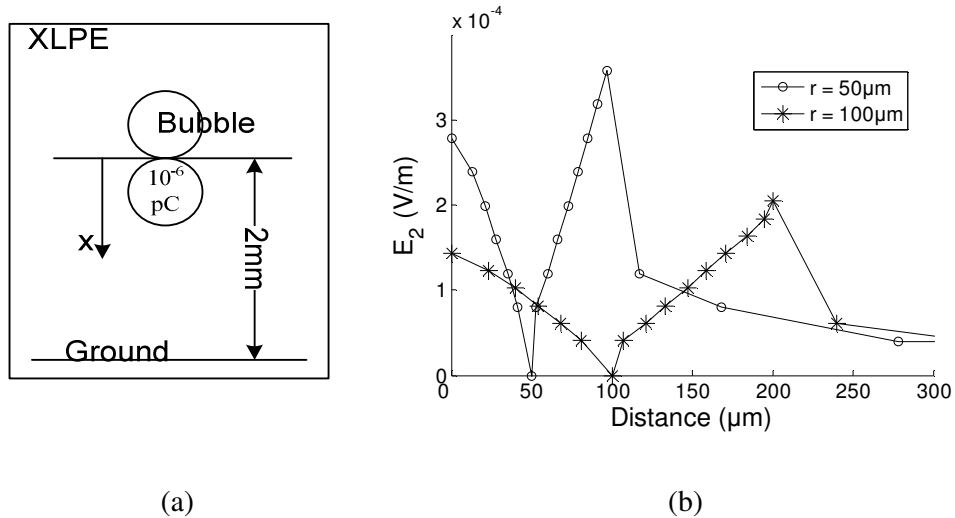 XLPE
Bubble
10⁻⁶
pC
x
2mm
Ground
(a)
x 10⁻⁴
E₂ (V/m)
3
2
1
0
r = 50µm
r = 100µm
0 50 100 150 200 250 300
Distance (µm)
(b)